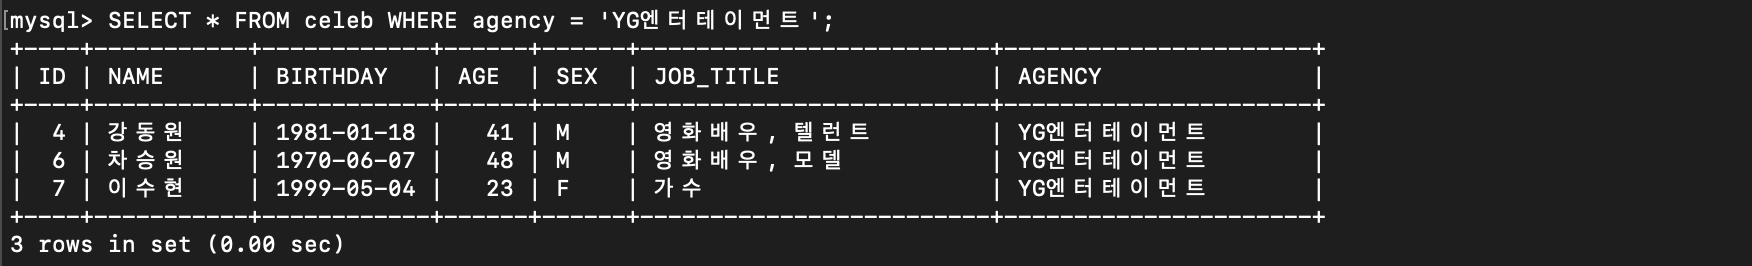 [mysql> SELECT * FROM celeb WHERE agency = 'YG엔터테이먼트';
+----+-----------+------------+------+------+-------------------------+----------------------+
| ID | NAME      | BIRTHDAY   | AGE  | SEX  | JOB_TITLE               | AGENCY               |
+----+-----------+------------+------+------+-------------------------+----------------------+
|  4 | 강동원    | 1981-01-18 |   41 | M    | 영화배우, 텔런트        | YG엔터테이먼트       |
|  6 | 차승원    | 1970-06-07 |   48 | M    | 영화배우, 모델          | YG엔터테이먼트       |
|  7 | 이수현    | 1999-05-04 |   23 | F    | 가수                    | YG엔터테이먼트       |
+----+-----------+------------+------+------+-------------------------+----------------------+
3 rows in set (0.00 sec)